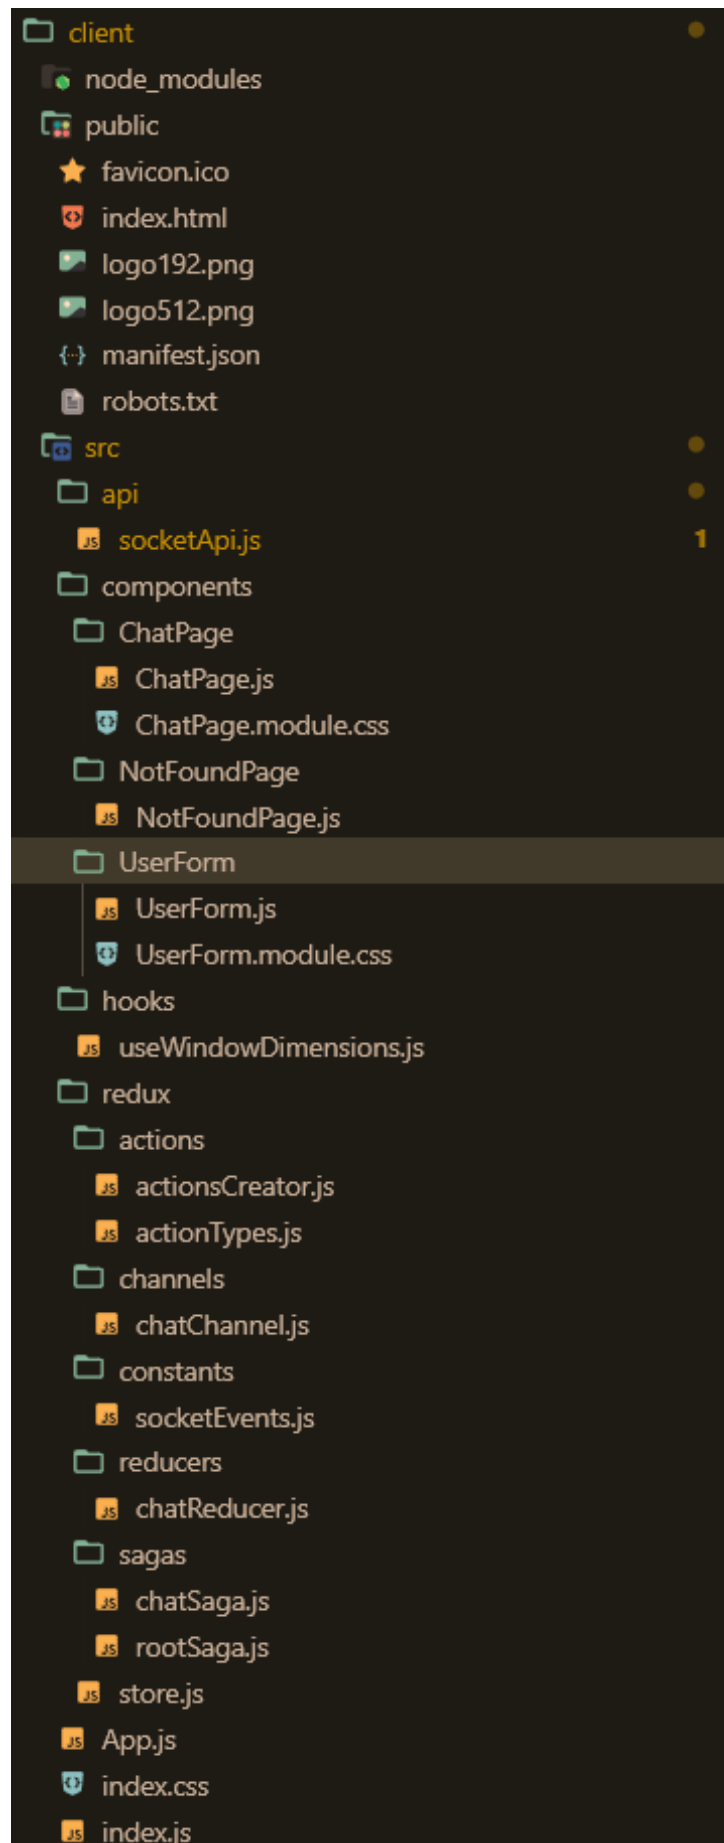 client
node_modules
public
favicon.ico
index.html
logo192.png
logo512.png
manifest.json
robots.txt
src
api
socketApi.js 1
components
ChatPage
ChatPage.js
ChatPage.module.css
NotFoundPage
NotFoundPage.js
UserForm
UserForm.js
UserForm.module.css
hooks
useWindowDimensions.js
redux
actions
actionsCreator.js
actionTypes.js
channels
chatChannel.js
constants
socketEvents.js
reducers
chatReducer.js
sagas
chatSaga.js
rootSaga.js
store.js
App.js
index.css
index.js